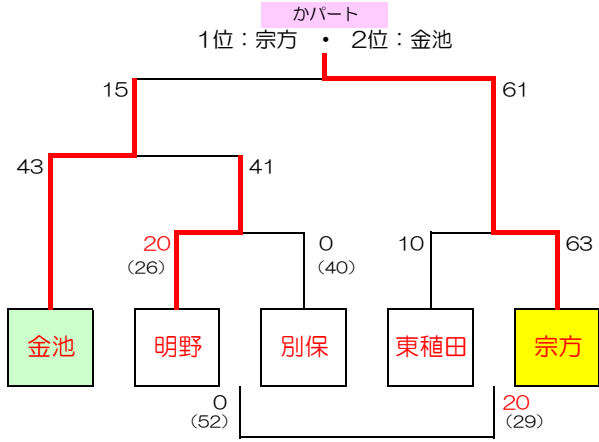 かパート
1位：宗方　・　2位：金池
15 61
43 41
20 0 10 63
（26） （40）
金池 明野 別保 東稙田 宗方
0 20
（52） （29）